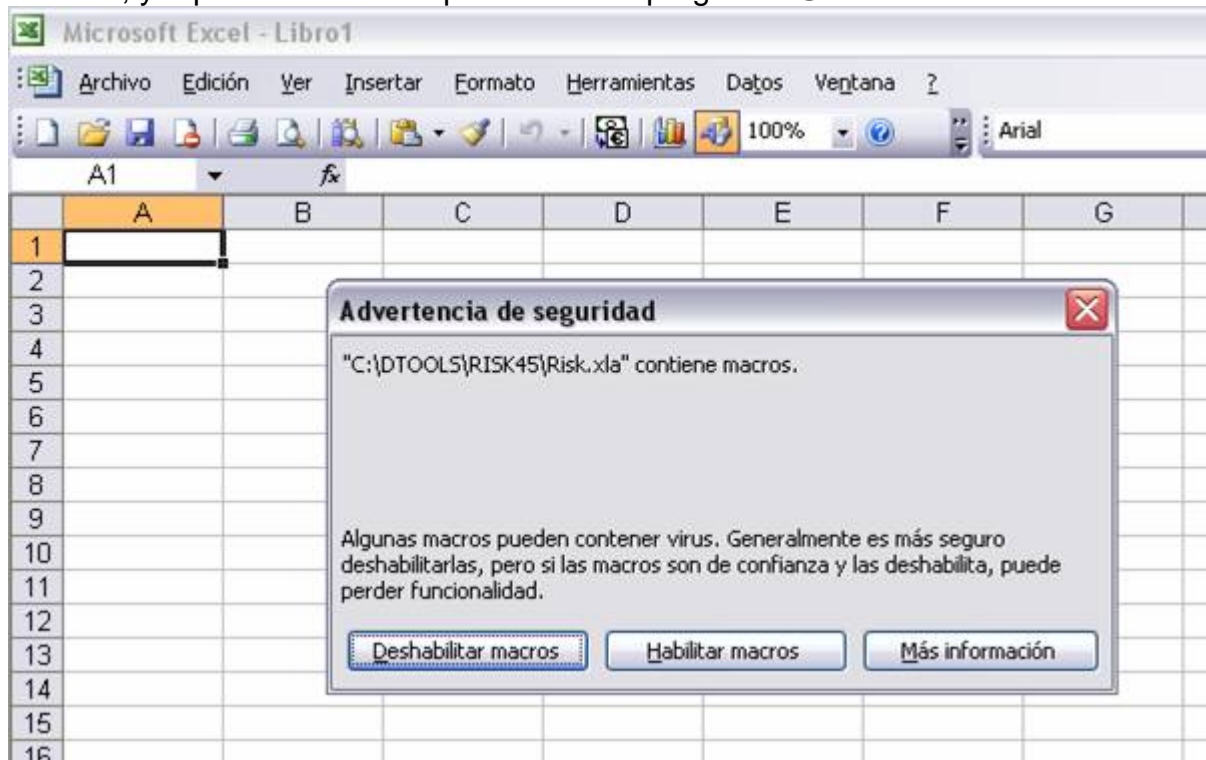 Microsoft Excel - Libro1
Archivo Edición Ver Insertar Formato Herramientas Datos Ventana ?
100% Arial
A1 fx
A B C D E F G
1
2
3
4
5
6
7
8
9
10
11
12
13
14
15
16
Advertencia de seguridad
"C:\DTOOLS\RISK45\Risk.xla" contiene macros.
Algunas macros pueden contener virus. Generalmente es más seguro
deshabilitarlas, pero si las macros son de confianza y las deshabilita, puede
perder funcionalidad.
Deshabilitar macros Habilitar macros Más información